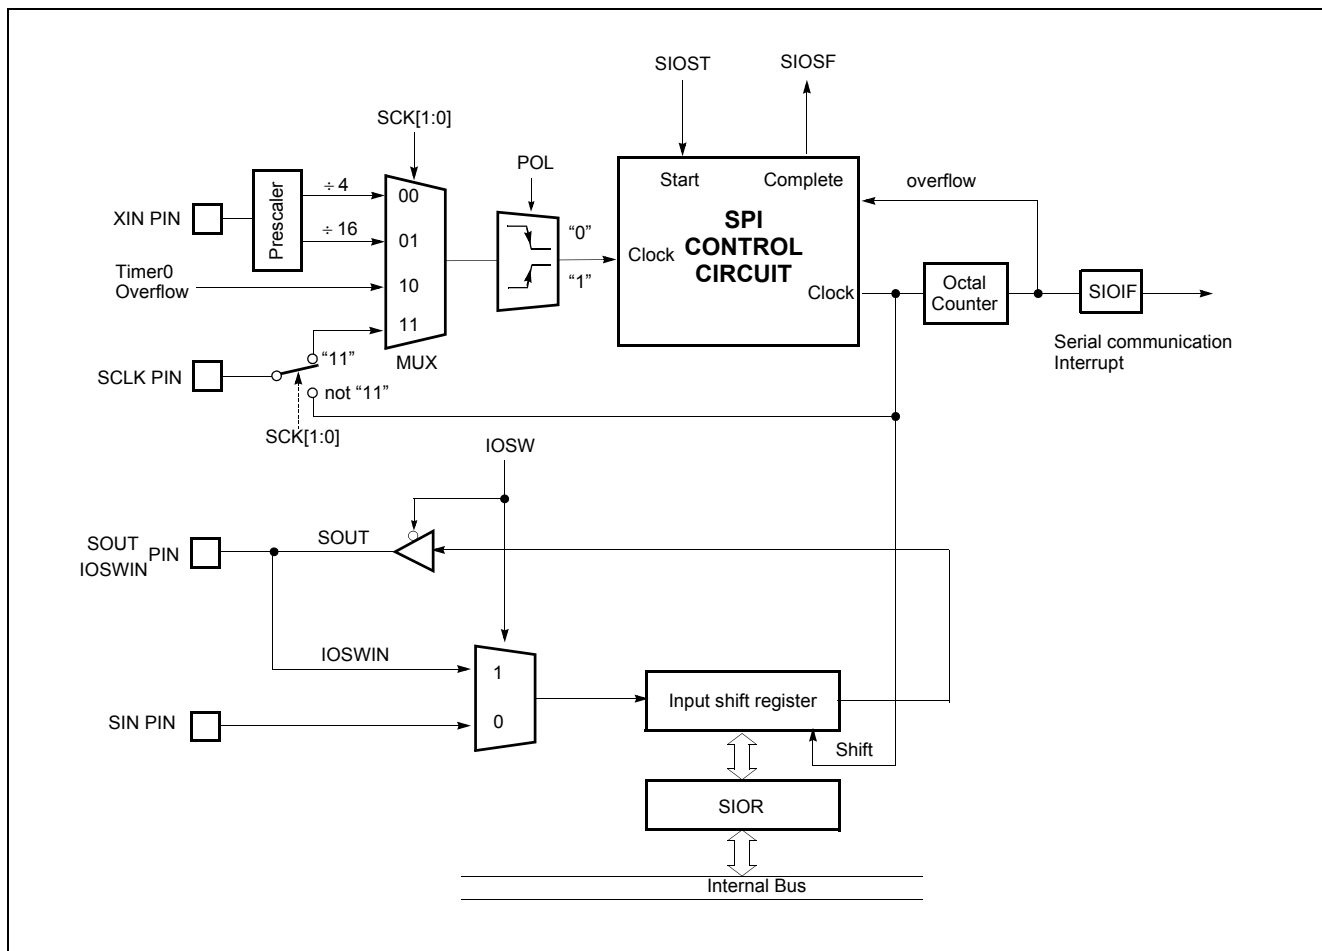 SIOST
SIOSF
SCK[1:0]
POL
XIN PIN
Prescaler
÷ 4
÷ 16
00
01
10
11
MUX
Timer0
Overflow
SCLK PIN
“11”
not “11”
SCK[1:0]
“0”
“1”
Start
Complete
SPI
CONTROL
CIRCUIT
Clock
Clock
overflow
Octal
Counter
SIOIF
Serial communication
Interrupt
IOSW
SOUT
IOSWIN
PIN
SOUT
IOSWIN
SIN PIN
1
0
Input shift register
Shift
SIOR
Internal Bus